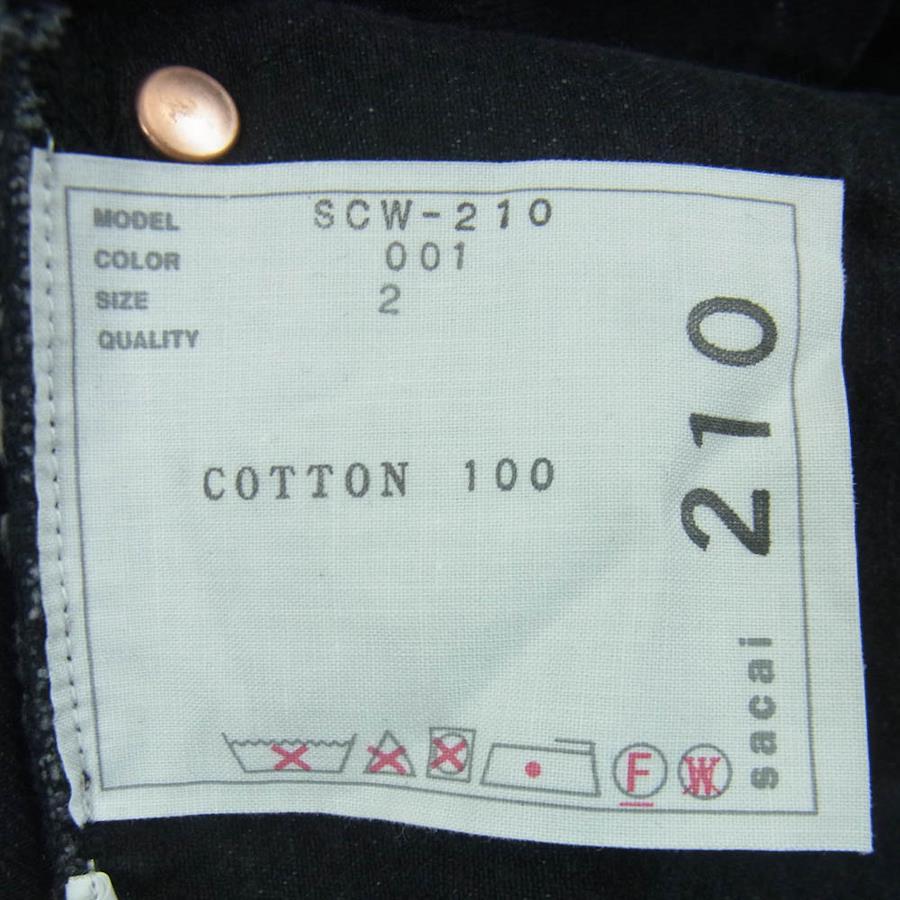 MODEL SCW-210
COLOR 001
SIZE 2
QUALITY
COTTON 100
F
W
sacai 210